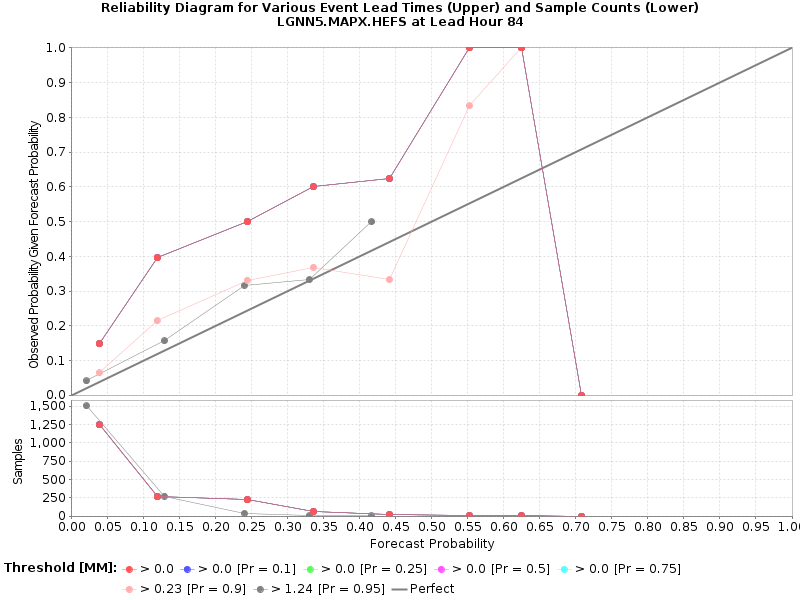 Reliability Diagram for Various Event Lead Times (Upper) and Sample Counts (Lower)
LGNN5.MAPX.HEFS at Lead Hour 84
Observed Probability Given Forecast Probability
1.0
0.9
0.8
0.7
0.6
0.5
0.4
0.3
0.2
0.1
0.0
Samples
1,500
1,250
1,000
750
500
250
0
0.00 0.05 0.10 0.15 0.20 0.25 0.30 0.35 0.40 0.45 0.50 0.55 0.60 0.65 0.70 0.75 0.80 0.85 0.90 0.95 1.0
Forecast Probability
Threshold [MM]: > 0.0 > 0.0 [Pr = 0.1] > 0.0 [Pr = 0.25] > 0.0 [Pr = 0.5] > 0.0 [Pr = 0.75]
> 0.23 [Pr = 0.9] > 1.24 [Pr = 0.95] Perfect